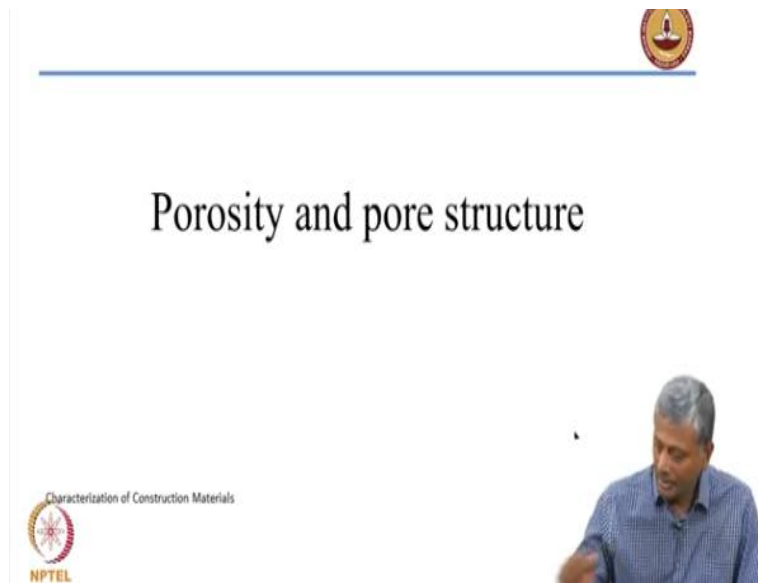 Porosity and pore structure
Characterization of Construction Materials
NPTEL